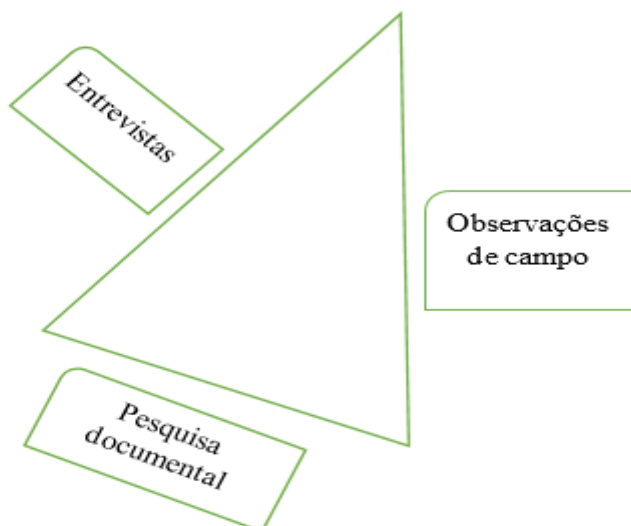 Entrevistas
Observações
de campo
Pesquisa
documental